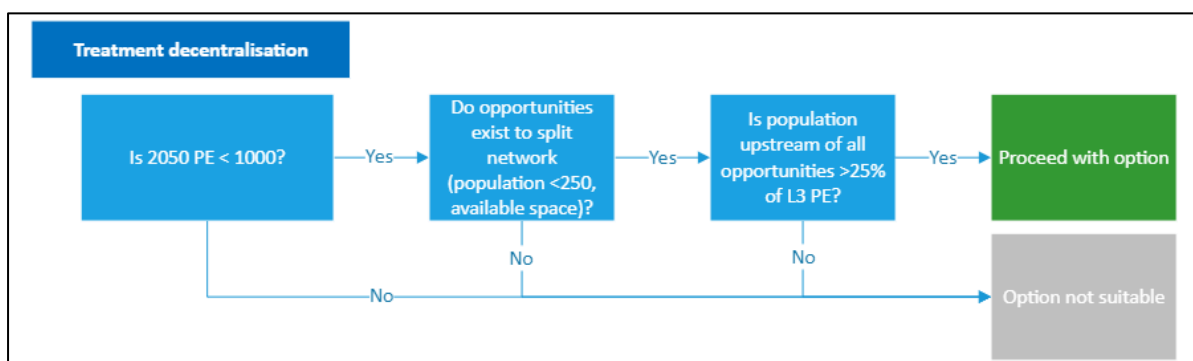 Treatment decentralisation
Is 2050 PE < 1000?
Yes
Do opportunities
exist to split
network
(population <250,
available space)?
Yes
Is population
upstream of all
opportunities >25%
of L3 PE?
Yes
Proceed with option
No
No
No
Option not suitable